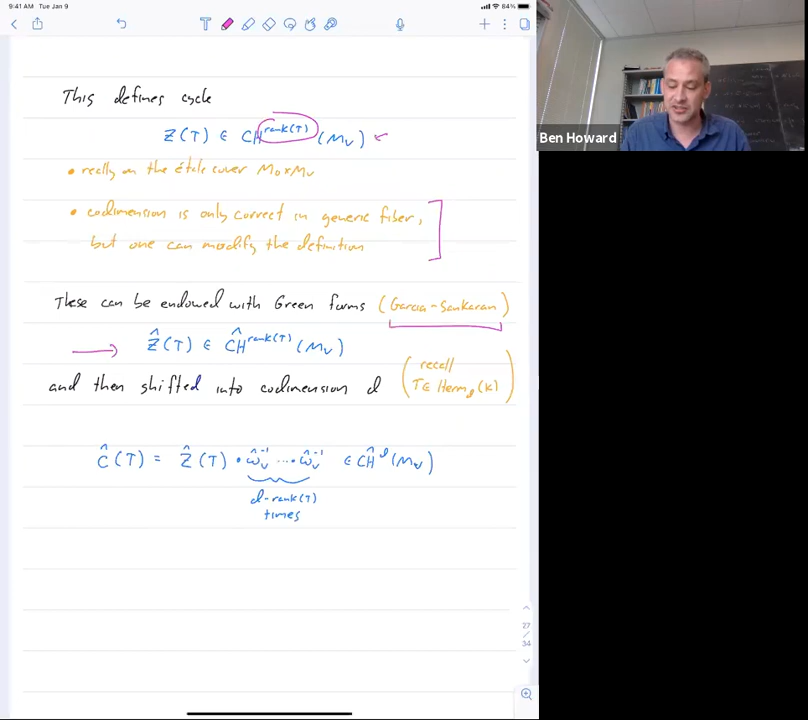 9:41 AM Tue Jan 9
84%
This defines cycle
Z(T) ∈ CH^rank(T) (M_V) ←
• really on the étale cover M_0 × M_V
• codimension is only correct in generic fiber,
but one can modify the definition
These can be endowed with Green forms (Garcia-Sankaran)
→ Ẑ(T) ∈ ĈH^rank(T) (M_V)
and then shifted into codimension d (recall T ∈ Herm_d(k))
Ĉ(T) = Ẑ(T) · ω̂_V^-1 ... ω̂_V^-1 ∈ ĈH^d (M_V)
d-rank(T)
times
Ben Howard
27
/
34